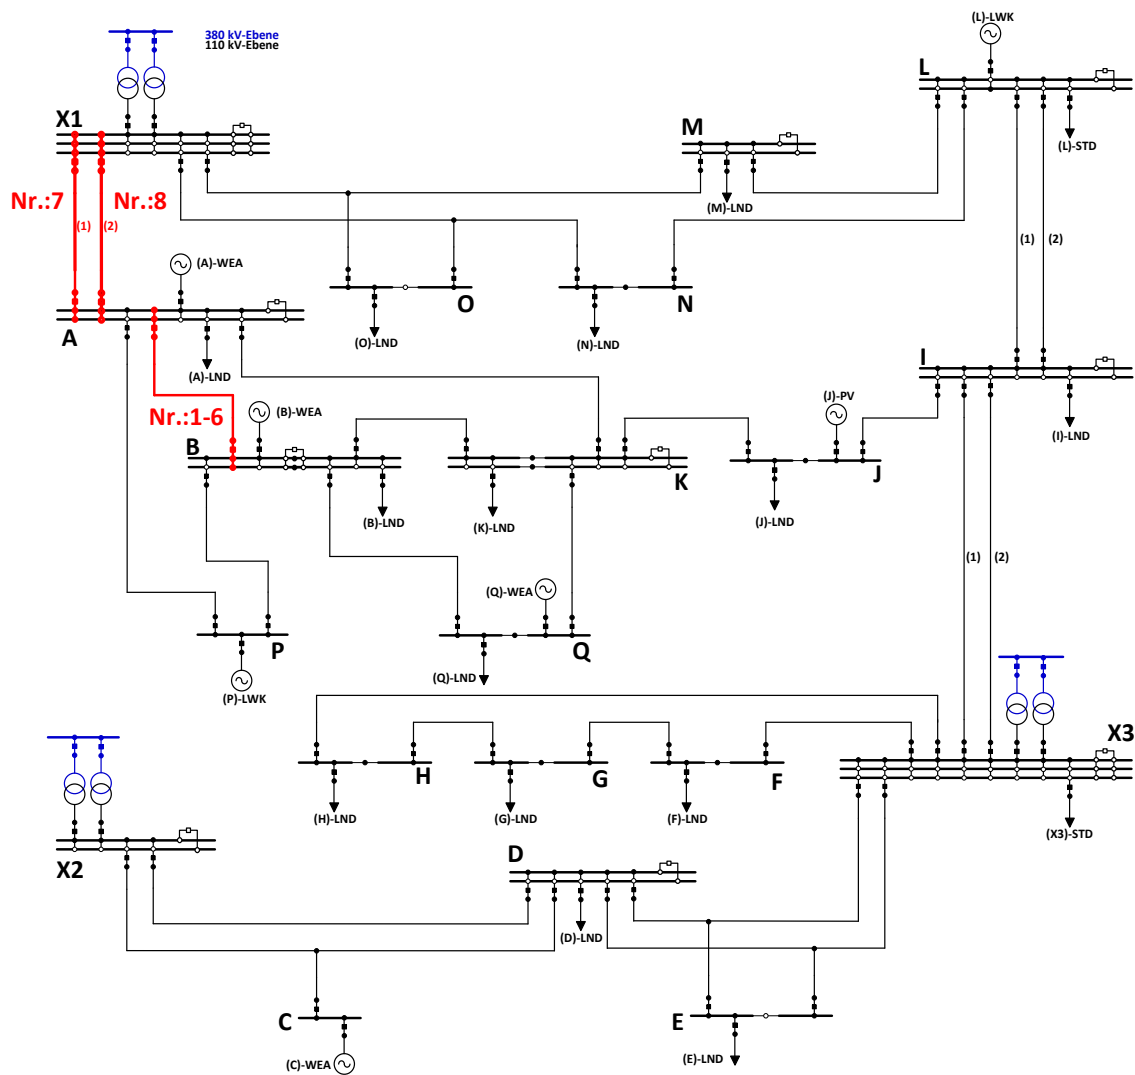 380 kV-Ebene
110 kV-Ebene
(L)-LWK
L
X1
M
(L)-STD
Nr.:7
Nr.:8
(M)-LND
(1)
(2)
(1)
(2)
(A)-WEA
O
N
A
(O)-LND
(N)-LND
I
(A)-LND
(J)-PV
Nr.:1-6
(B)-WEA
(I)-LND
B
K
J
(B)-LND
(K)-LND
(J)-LND
(1)
(2)
(Q)-WEA
P
Q
(Q)-LND
(P)-LWK
X3
H
G
F
(H)-LND
(G)-LND
(F)-LND
(X3)-STD
X2
D
(D)-LND
C
E
(C)-WEA
(E)-LND